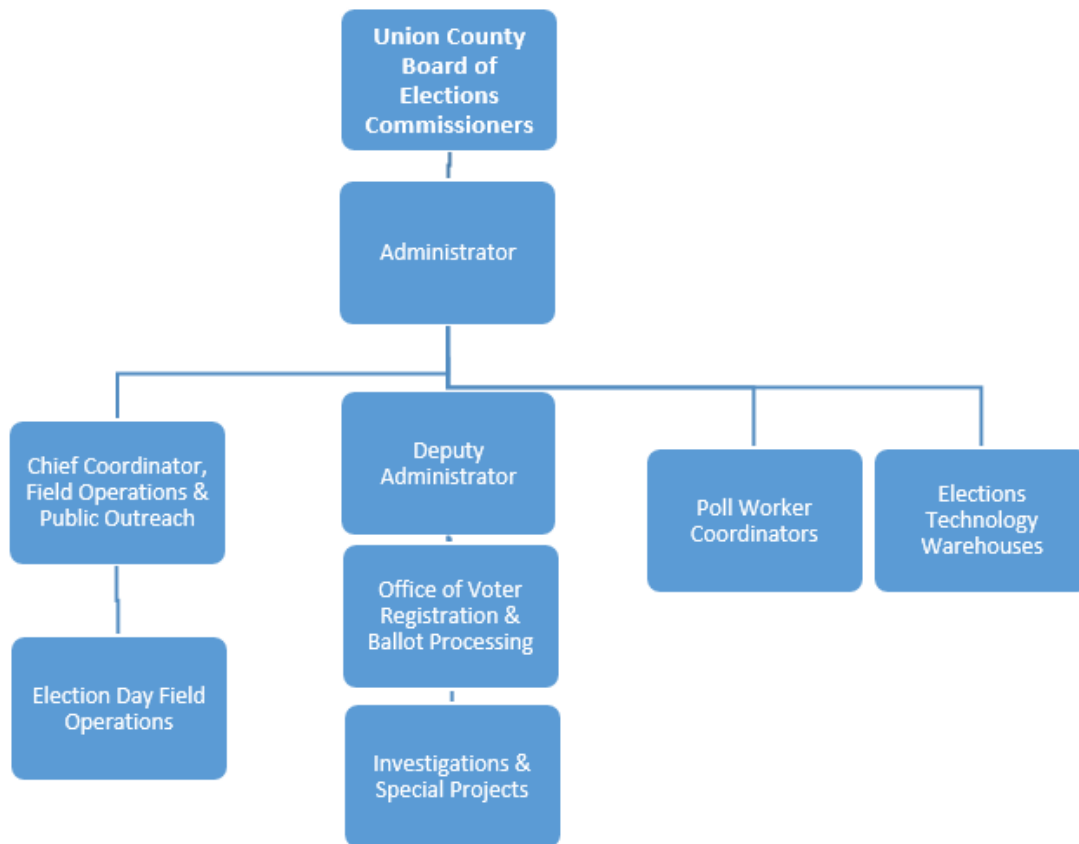 Union County
Board of
Elections
Commissioners
Administrator
Chief Coordinator,
Field Operations &
Public Outreach
Deputy
Administrator
Poll Worker
Coordinators
Elections
Technology
Warehouses
Office of Voter
Registration &
Ballot Processing
Election Day Field
Operations
Investigations &
Special Projects